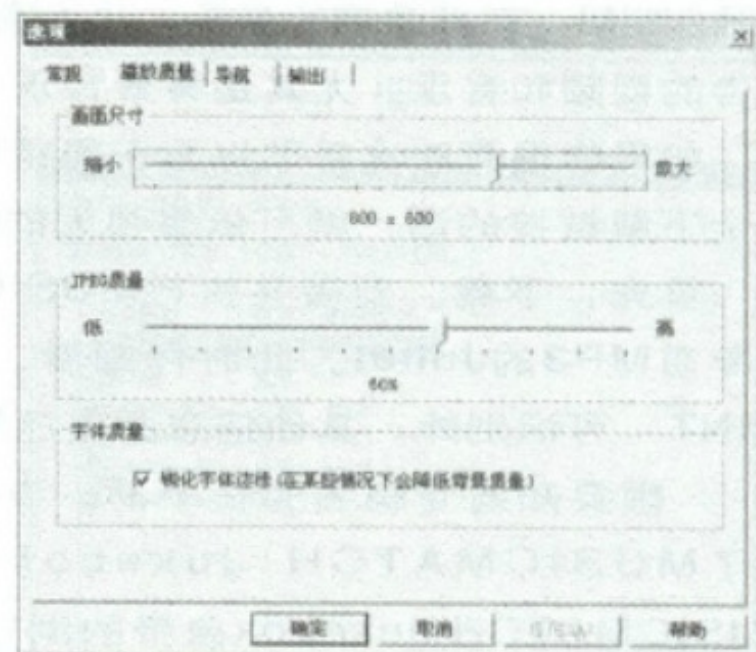 选项
常规 | 播放质量 | 导航 | 输出
画面尺寸
缩小 最大
800 x 600
JPEG质量
低 高
60%
字体质量
锐化字体边缘(在某些情况下会降低背景质量)
确定 取消 帮助